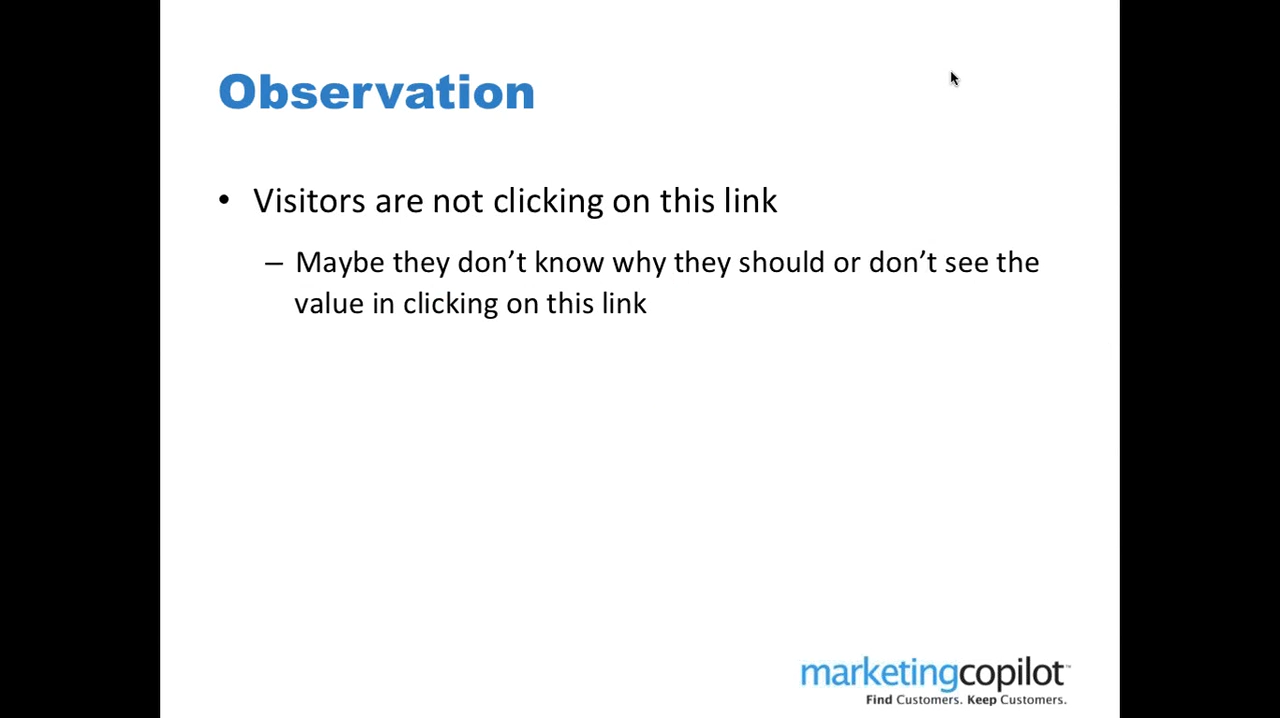 Observation
• Visitors are not clicking on this link
– Maybe they don’t know why they should or don’t see the
value in clicking on this link
marketingcopilot™
Find Customers. Keep Customers.